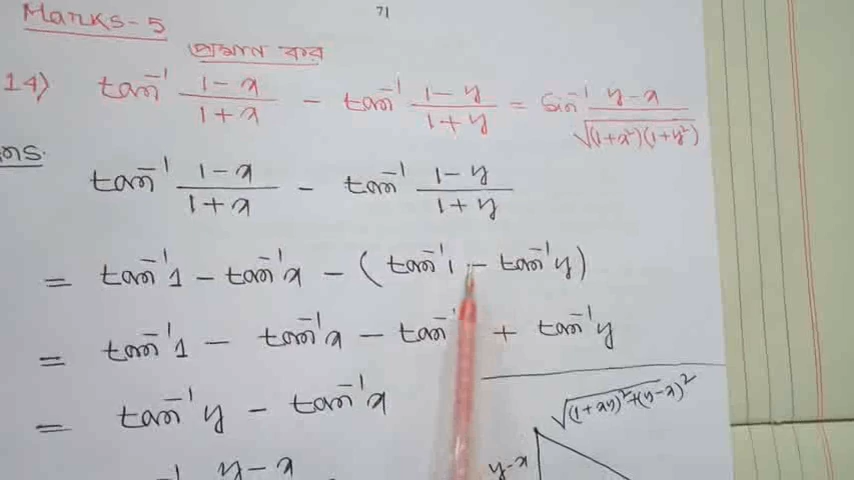 71
Marks-5
প্রমাণ কর
14) tan⁻¹ (1-x)/(1+x) - tan⁻¹ (1-y)/(1+y) = sin⁻¹ (y-x)/√(1+x²)(1+y²)
ns.
tan⁻¹ (1-x)/(1+x) - tan⁻¹ (1-y)/(1+y)
= tan⁻¹1 - tan⁻¹x - (tan⁻¹1 - tan⁻¹y)
= tan⁻¹1 - tan⁻¹x - tan⁻¹ + tan⁻¹y
= tan⁻¹y - tan⁻¹x
√(1+xy)²+(y-x)²
y-x
y-x